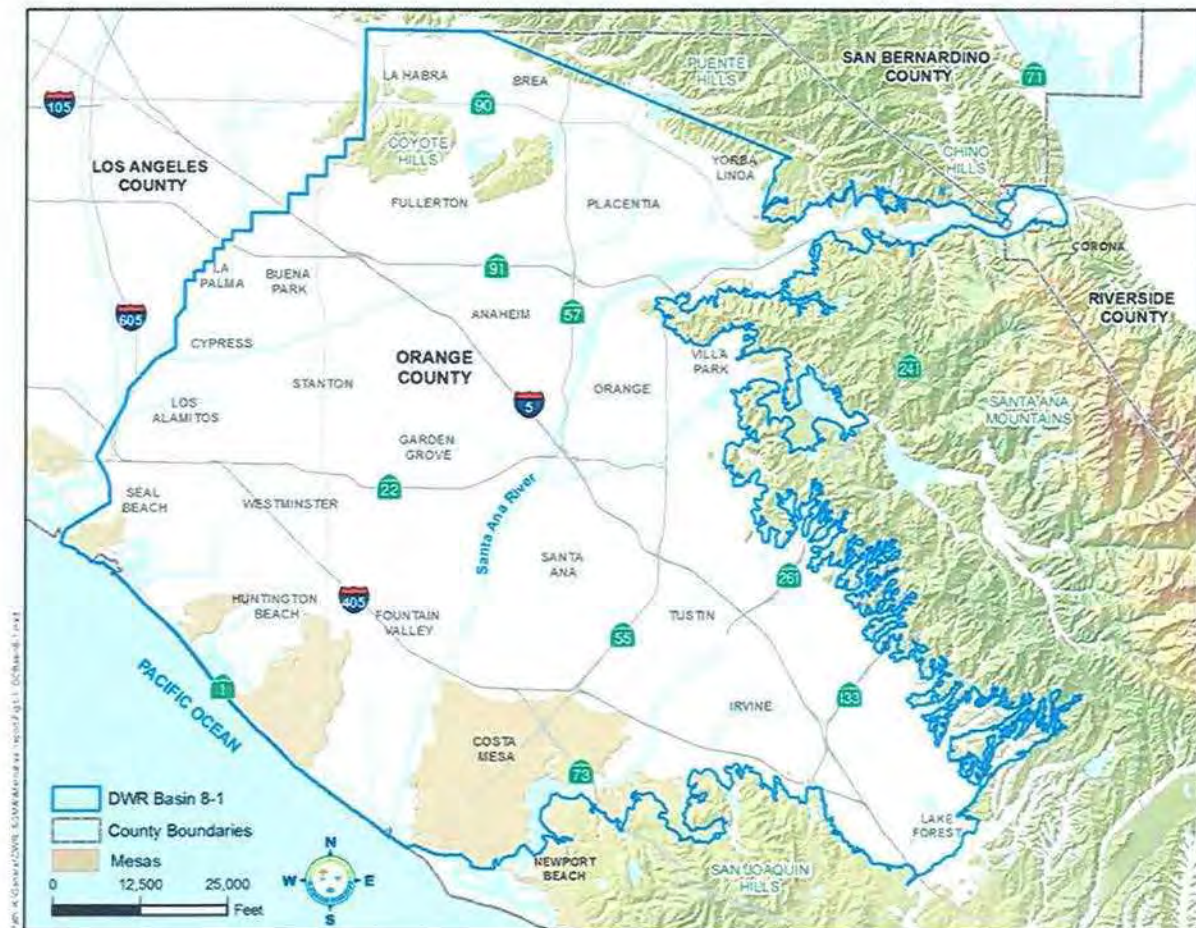 SAN BERNARDINO
COUNTY
71
PUENTE
HILLS
LA HABRA
BREA
90
105
COYOTE
HILLS
CHINO
HILLS
LOS ANGELES
COUNTY
YORBA
LINDA
FULLERTON
PLACENTIA
CORONA
LA
PALMA
BUENA
PARK
91
RIVERSIDE
COUNTY
605
ANAHEIM
57
CYPRESS
ORANGE
COUNTY
VILLA
PARK
241
STANTON
ORANGE
5
LOS
ALAMITOS
SANTA ANA
MOUNTAINS
GARDEN
GROVE
SEAL
BEACH
WESTMINSTER
22
Santa Ana River
SANTA
ANA
261
HUNTINGTON
BEACH
405
FOUNTAIN
VALLEY
TUSTIN
55
PACIFIC OCEAN
1
133
IRVINE
COSTA
MESA
73
LAKE
FOREST
NEWPORT
BEACH
SAN JOAQUIN
HILLS
DWR Basin 8-1
County Boundaries
Mesas
0 12,500 25,000
Feet
N
W E
S